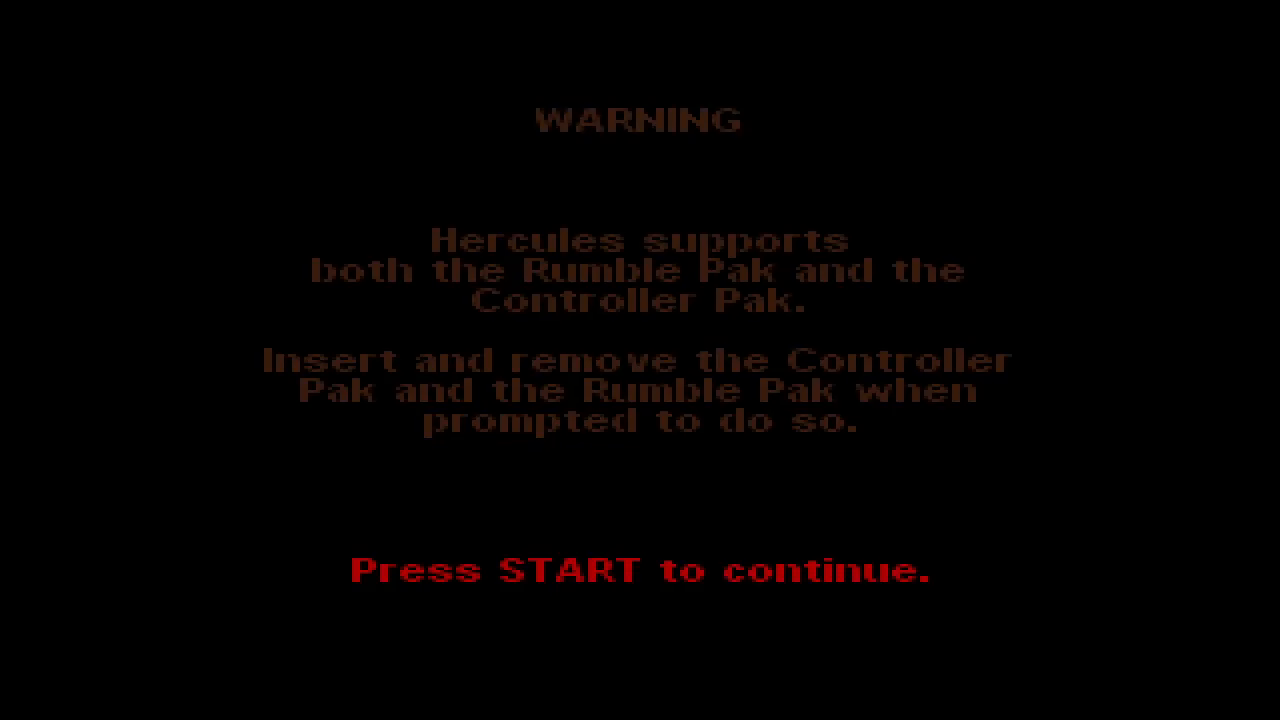 WARNING
Hercules supports
both the Rumble Pak and the
Controller Pak.
Insert and remove the Controller
Pak and the Rumble Pak when
prompted to do so.
Press START to continue.